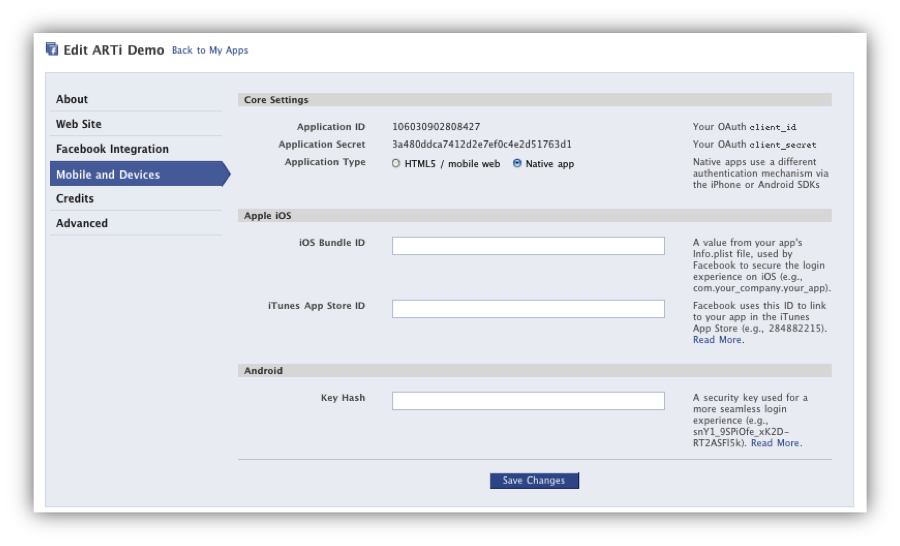 Edit ARTi Demo Back to My Apps
About
Web Site
Facebook Integration
Mobile and Devices
Credits
Advanced
Core Settings
Application ID 106030902808427 Your OAuth client_id
Application Secret 3a480ddca7412d2e7ef0c4e2d51763d1 Your OAuth client_secret
Application Type HTML5 / mobile web Native app Native apps use a different
authentication mechanism via
the iPhone or Android SDKs
Apple iOS
iOS Bundle ID A value from your app's
Info.plist file, used by
Facebook to secure the login
experience on iOS (e.g.,
com.your_company.your_app).
iTunes App Store ID Facebook uses this ID to link
to your app in the iTunes
App Store (e.g., 284882215).
Read More.
Android
Key Hash A security key used for a
more seamless login
experience (e.g.,
snY1_9SPiOfe_xK2D-
RT2ASFl5k). Read More.
Save Changes